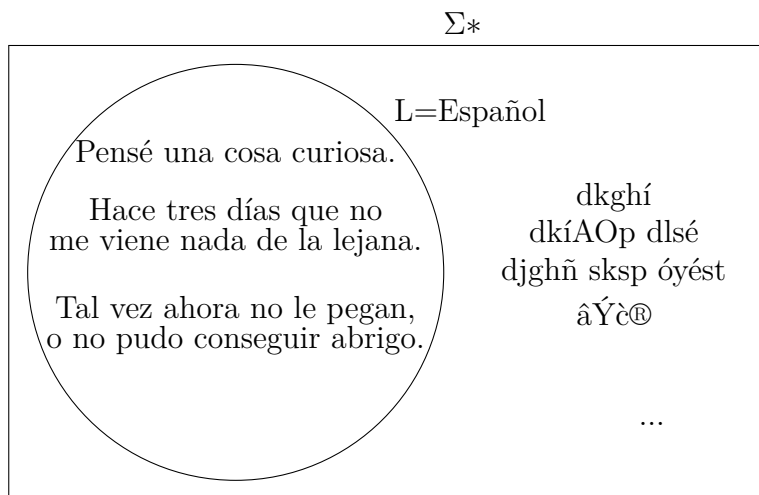 Σ*
L=Español
Pensé una cosa curiosa.
Hace tres días que no
me viene nada de la lejana.
Tal vez ahora no le pegan,
o no pudo conseguir abrigo.
dkghí
dkíAOp dlsé
djghñ sksp óyést
âÝc̀®
...